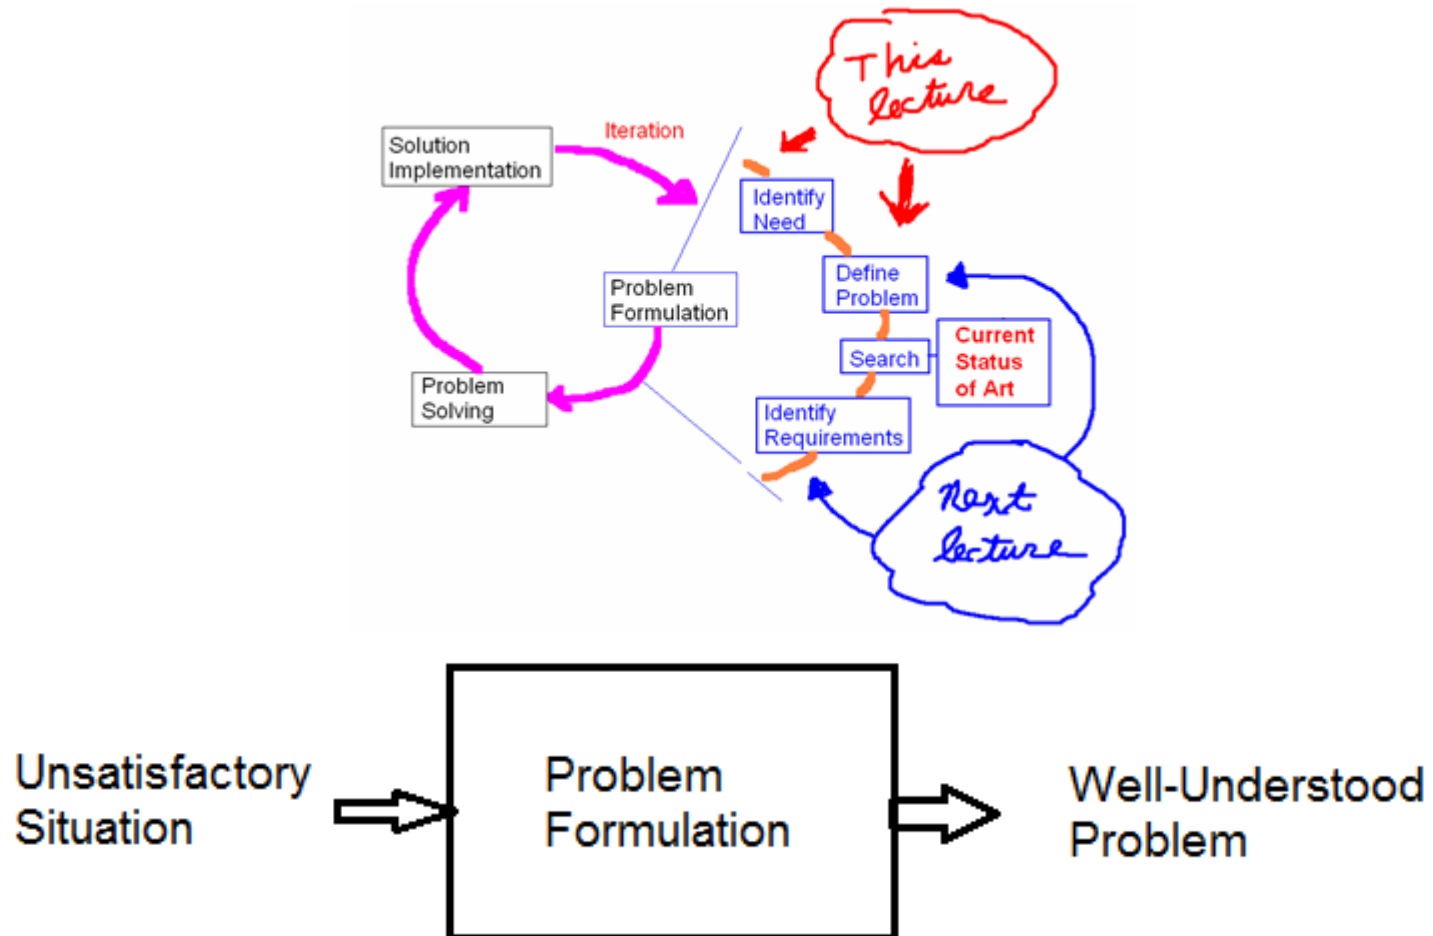 This
lecture
Iteration
Solution
Implementation
Identify
Need
Define
Problem
Problem
Formulation
Search
Current
Status
of Art
Problem
Solving
Identify
Requirements
Next
lecture
Unsatisfactory
Situation
Problem
Formulation
Well-Understood
Problem